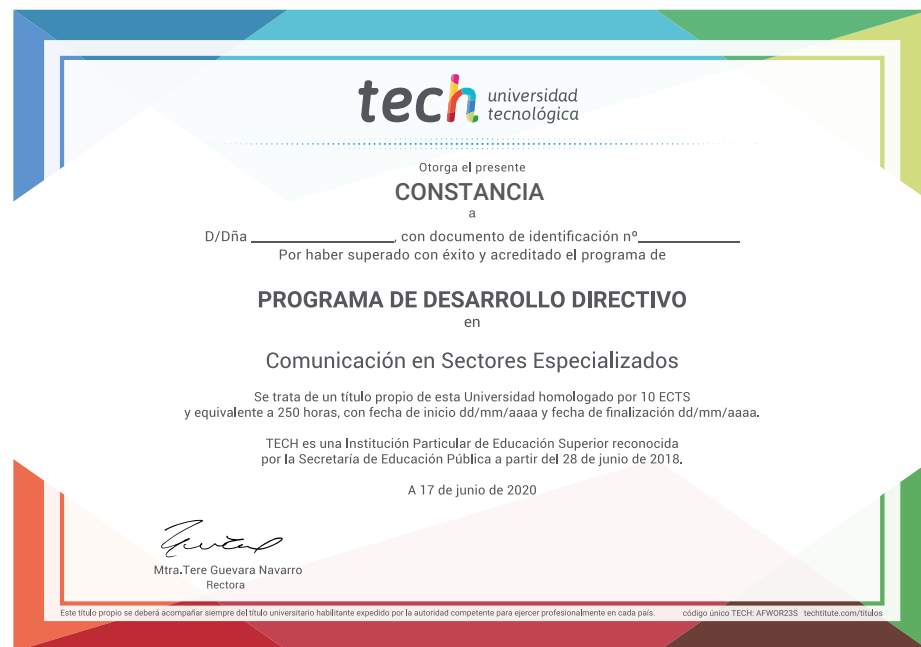 tech universidad
tecnológica
Otorga el presente
CONSTANCIA
a
D/Dña ____________________, con documento de identificación nº______________
Por haber superado con éxito y acreditado el programa de
PROGRAMA DE DESARROLLO DIRECTIVO
en
Comunicación en Sectores Especializados
Se trata de un título propio de esta Universidad homologado por 10 ECTS
y equivalente a 250 horas, con fecha de inicio dd/mm/aaaa y fecha de finalización dd/mm/aaaa.
TECH es una Institución Particular de Educación Superior reconocida
por la Secretaría de Educación Pública a partir del 28 de junio de 2018.
A 17 de junio de 2020
Mtra.Tere Guevara Navarro
Rectora
Este título propio se deberá acompañar siempre del título universitario habilitante expedido por la autoridad competente para ejercer profesionalmente en cada país. código único TECH: AFWOR23S techtitute.com/titulos